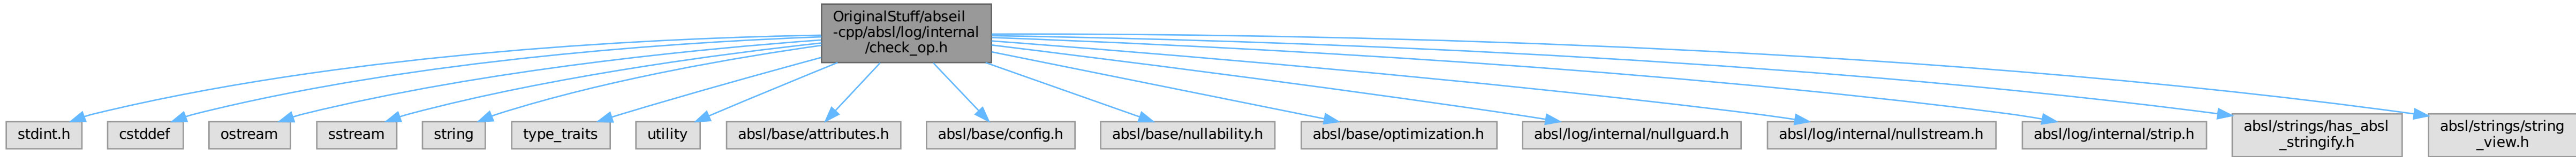 OriginalStuff/abseil
-cpp/absl/log/internal
/check_op.h
stdint.h
cstddef
ostream
sstream
string
type_traits
utility
absl/base/attributes.h
absl/base/config.h
absl/base/nullability.h
absl/base/optimization.h
absl/log/internal/nullguard.h
absl/log/internal/nullstream.h
absl/log/internal/strip.h
absl/strings/has_absl
_stringify.h
absl/strings/string
_view.h